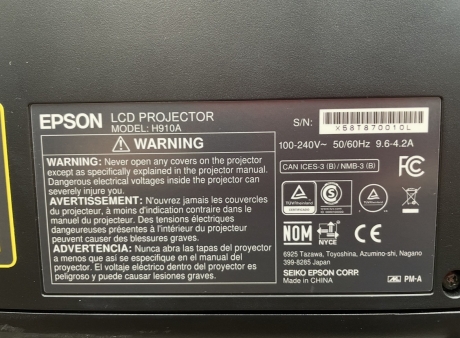 EPSON LCD PROJECTOR
MODEL: H910A
WARNING
WARNING: Never open any covers on the projector
except as specifically explained in the projector manual.
Dangerous electrical voltages inside the projector can
severely injure you.
AVERTISSEMENT: N'ouvrez jamais les couvercles
du projecteur, à moins d'indication contraire dans le
manuel du projecteur. Des tensions électriques
dangereuses présentes à l'intérieur du projecteur
peuvent causer des blessures graves.
ADVERTENCIA: Nunca abra las tapas del proyector
a menos que así se especifique en el manual del
proyector. El voltaje eléctrico dentro del proyector es
peligroso y puede causar lesiones graves.
S/N:
X58T870010L
100-240V~ 50/60Hz 9.6-4.2A
CAN ICES-3 (B) / NMB-3 (B)
FC
TÜVRheinland
S
NOM
NYCE
CE
6925 Tazawa, Toyoshina, Azumino-shi, Nagano
399-8285 Japan
SEIKO EPSON CORP.
MADE IN CHINA
PM-A